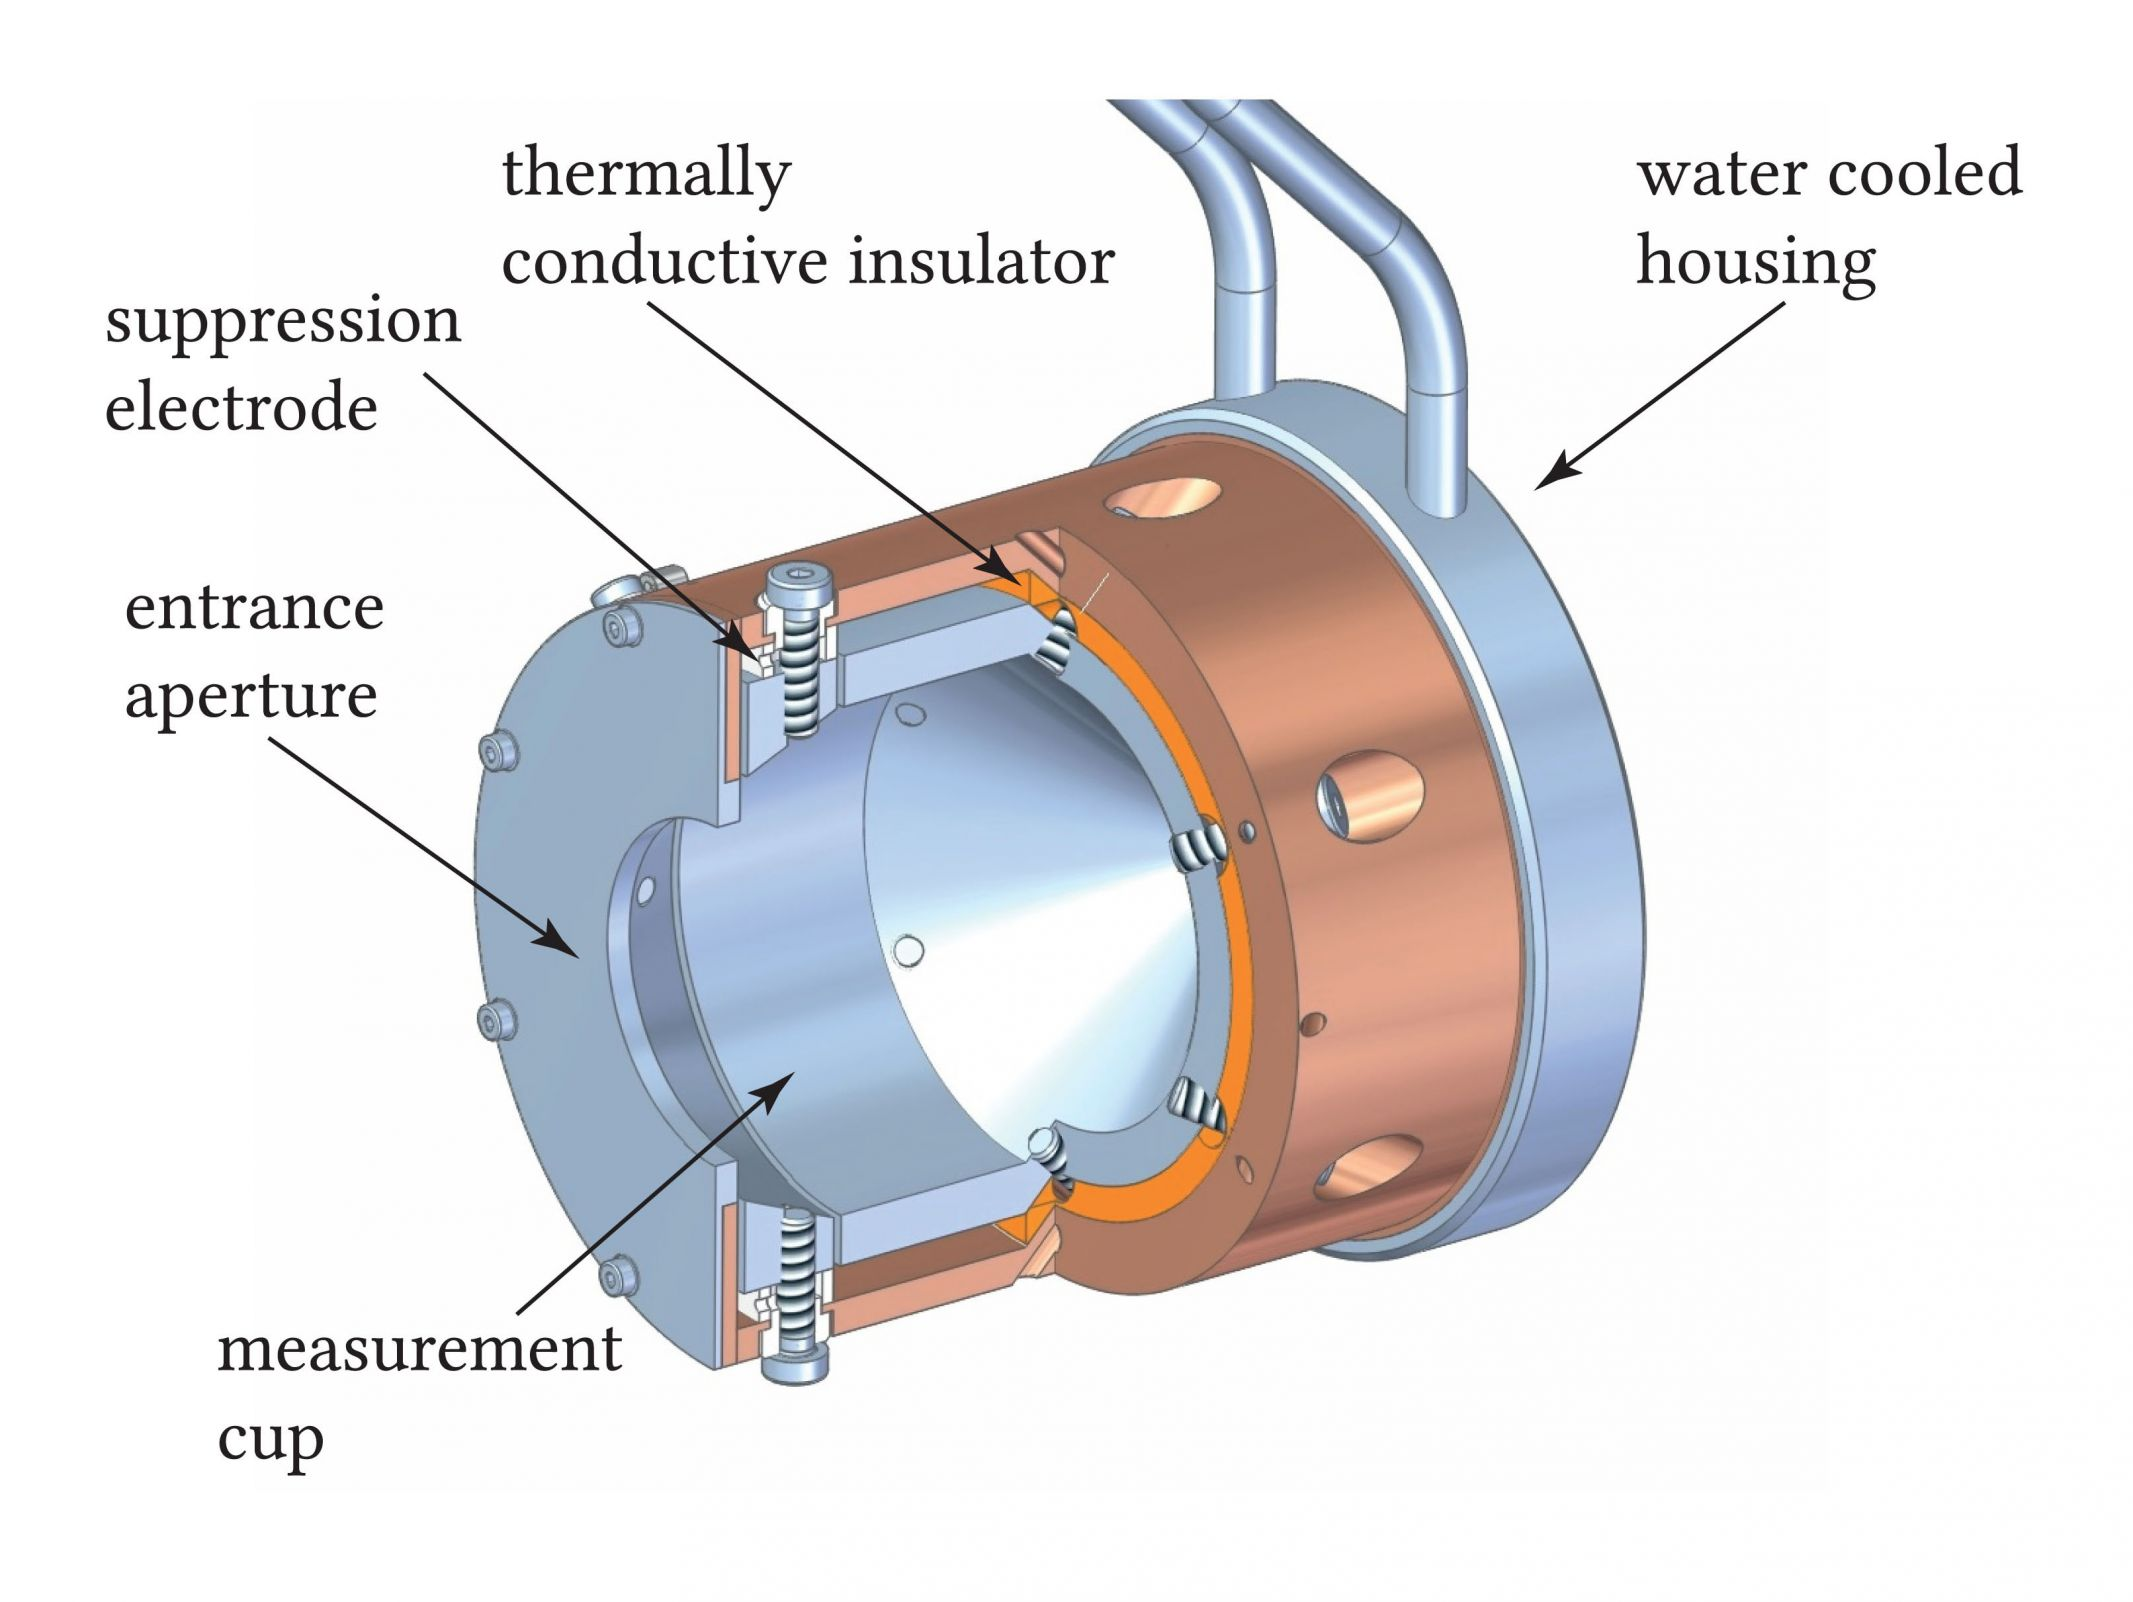 thermally
conductive insulator
water cooled
housing
suppression
electrode
entrance
aperture
measurement
cup